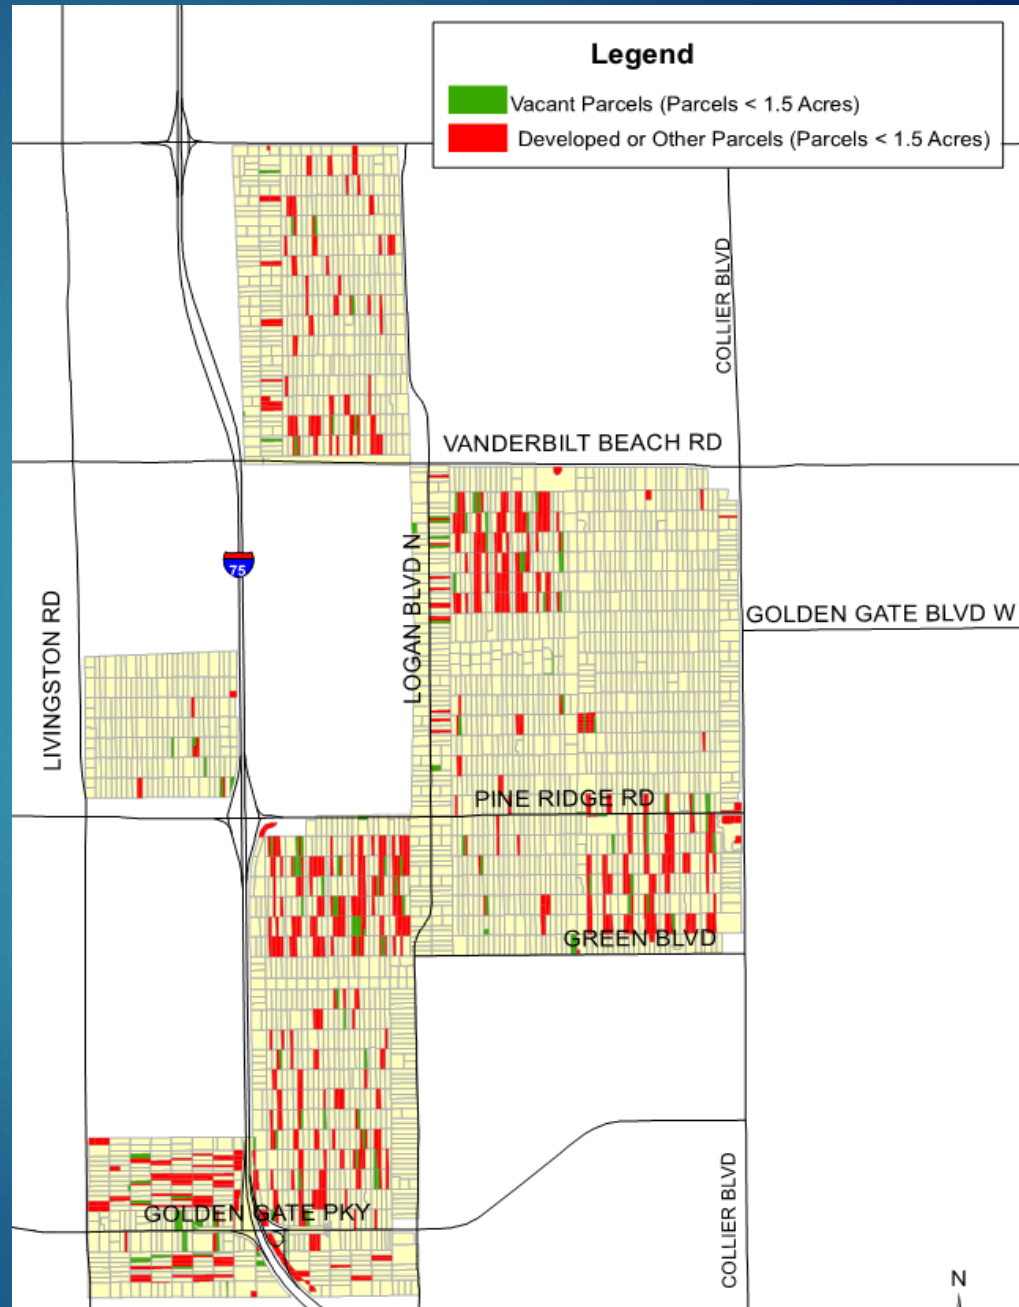 Legend
Vacant Parcels (Parcels < 1.5 Acres)
Developed or Other Parcels (Parcels < 1.5 Acres)
COLLIER BLVD
VANDERBILT BEACH RD
75
LOGAN BLVD N
GOLDEN GATE BLVD W
LIVINGSTON RD
PINE RIDGE RD
GREEN BLVD
GOLDEN GATE PKY
COLLIER BLVD
N